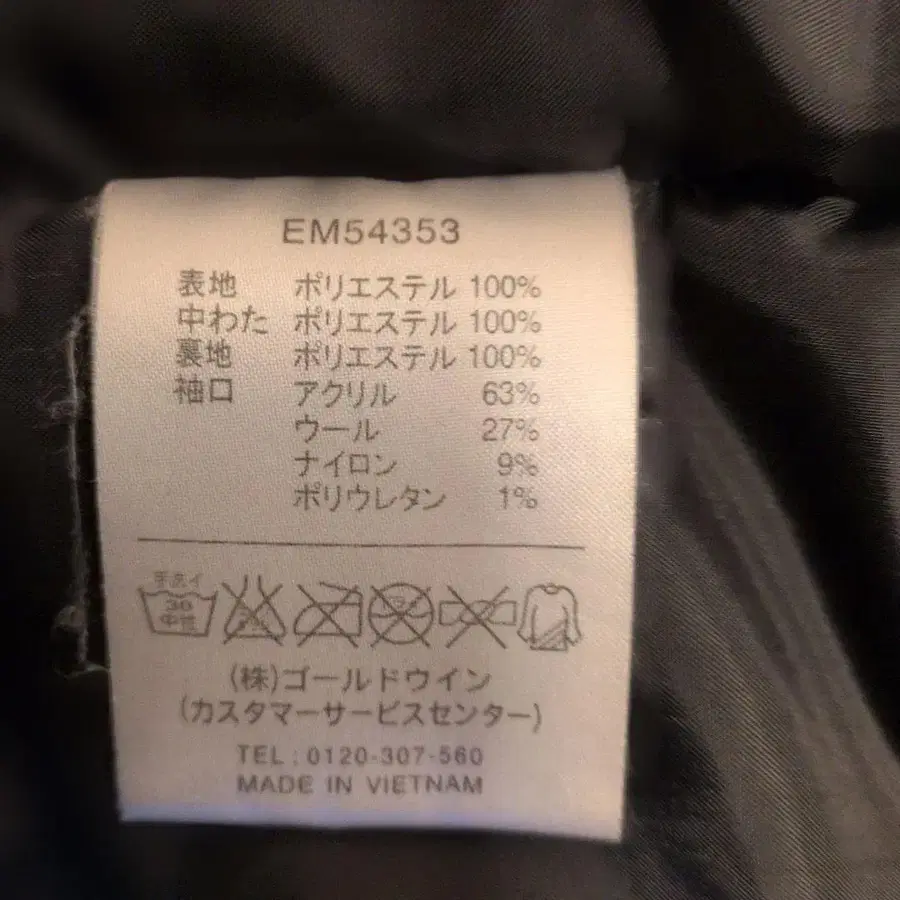 EM54353
表地 ポリエステル 100%
中わた ポリエステル 100%
裏地 ポリエステル 100%
袖口 アクリル 63%
ウール 27%
ナイロン 9%
ポリウレタン 1%
手洗イ
30
中性
(株)ゴールドウイン
(カスタマーサービスセンター)
TEL:0120-307-560
MADE IN VIETNAM